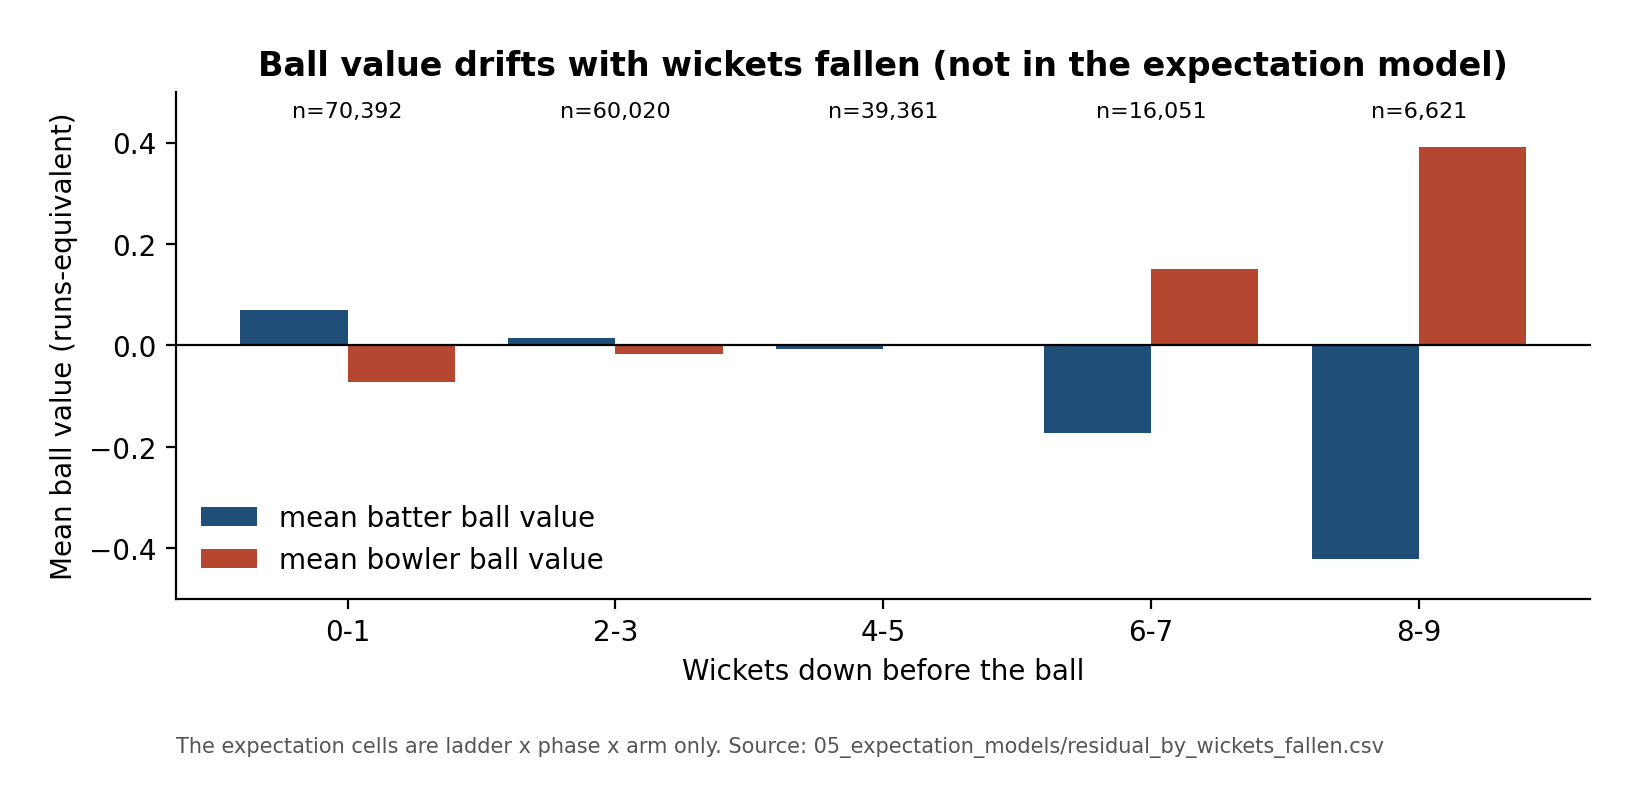 Ball value drifts with wickets fallen (not in the expectation model)
n=70,392 n=60,020 n=39,361 n=16,051 n=6,621
Mean ball value (runs-equivalent)
0.4
0.2
0.0
−0.2
−0.4
mean batter ball value
mean bowler ball value
0-1 2-3 4-5 6-7 8-9
Wickets down before the ball
The expectation cells are ladder x phase x arm only. Source: 05_expectation_models/residual_by_wickets_fallen.csv